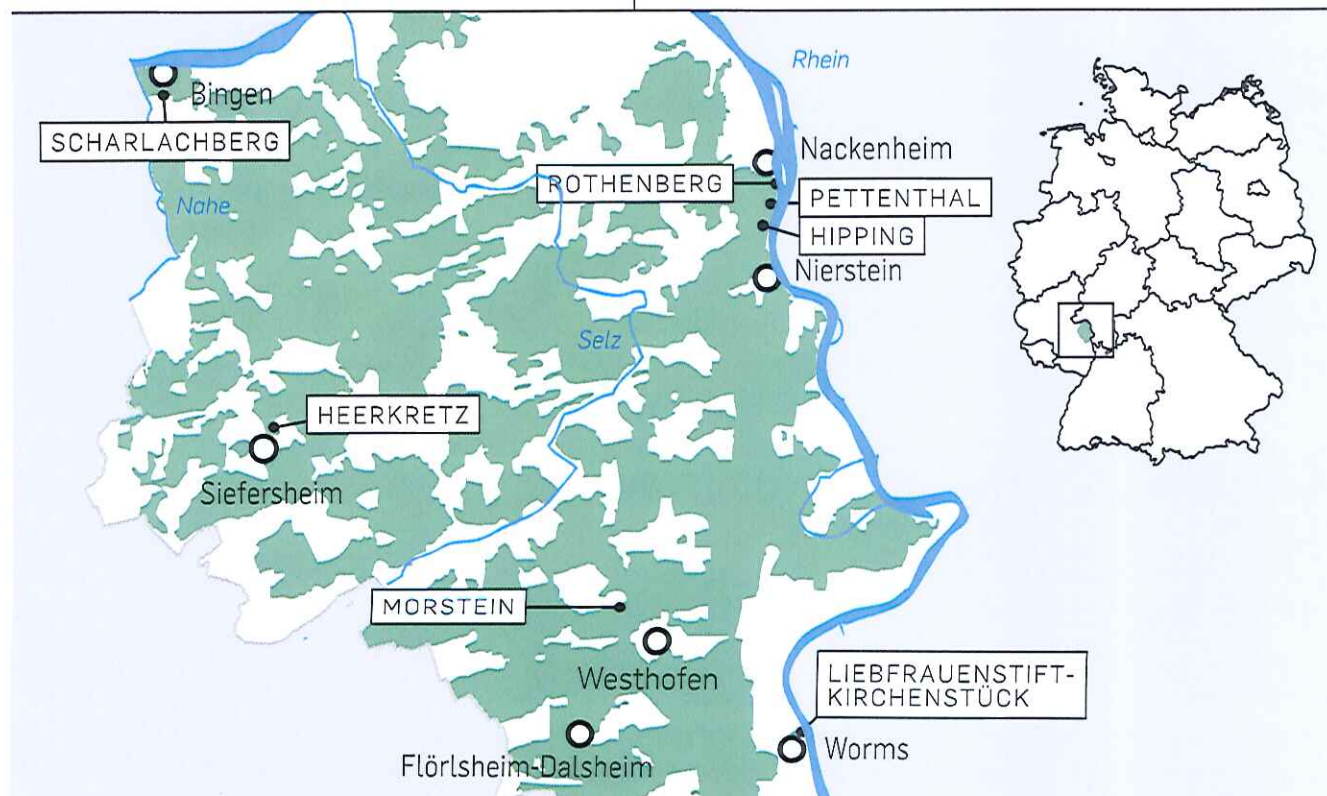 Rhein
Bingen
SCHARLACHBERG
Nackenheim
ROTHENBERG
PETTENTHAL
Nahe
HIPPING
Nierstein
Selz
HEERKRETZ
Siefersheim
MORSTEIN
Westhofen
LIEBFRAUENSTIFT-
KIRCHENSTÜCK
Flörlsheim-Dalsheim
Worms